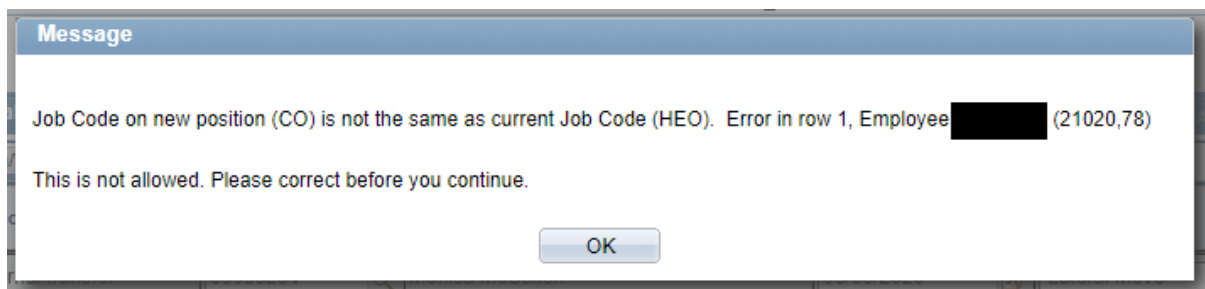 Message
Job Code on new position (CO) is not the same as current Job Code (HEO). Error in row 1, Employee (21020,78)
This is not allowed. Please correct before you continue.
OK